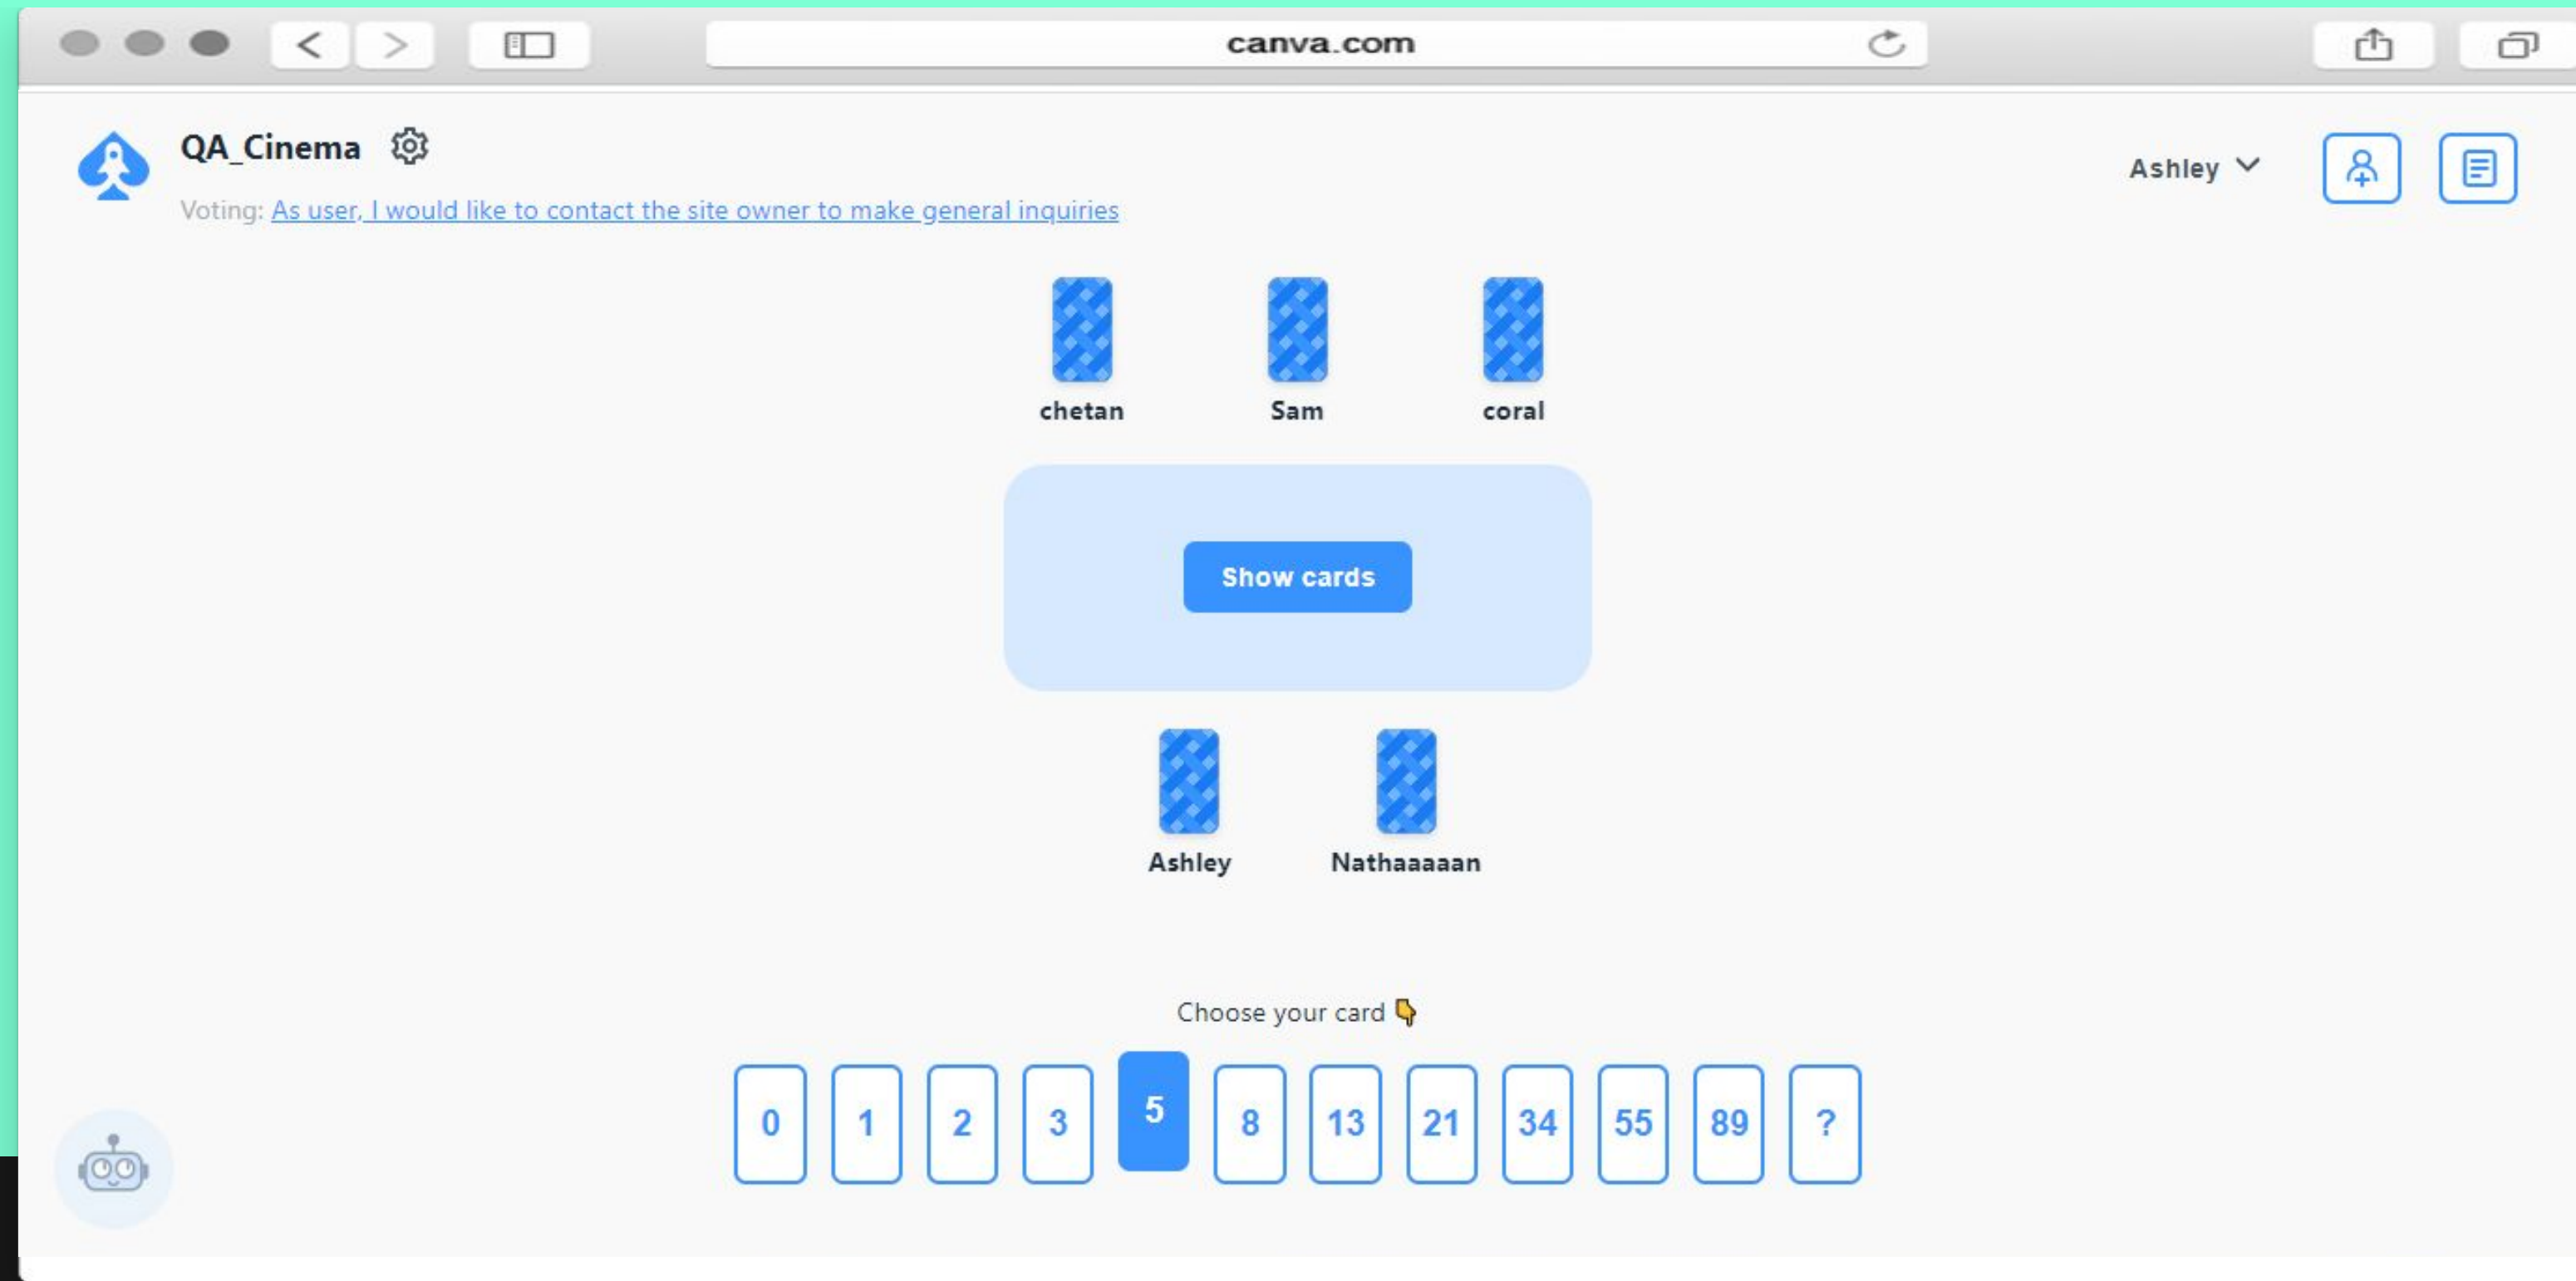 canva.com
QA_Cinema
Ashley
Voting: As user, I would like to contact the site owner to make general inquiries
chetan
Sam
coral
Show cards
Ashley
Nathaaaaan
Choose your card 👇
0 1 2 3 5 8 13 21 34 55 89 ?